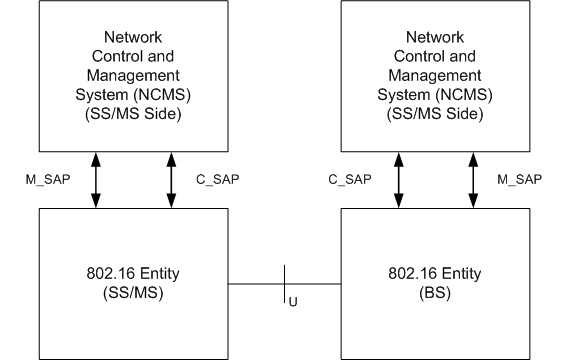 Network
Control and
Management
System (NCMS)
(SS/MS Side)
Network
Control and
Management
System (NCMS)
(SS/MS Side)
M_SAP
C_SAP
C_SAP
M_SAP
802.16 Entity
(SS/MS)
U
802.16 Entity
(BS)